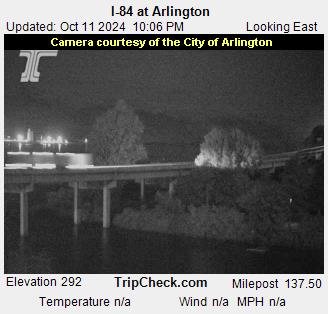 I-84 at Arlington
Updated: Oct 11 2024 10:06 PM Looking East
Camera courtesy of the City of Arlington
Elevation 292 TripCheck.com Milepost 137.50
Temperature n/a Wind n/a MPH n/a